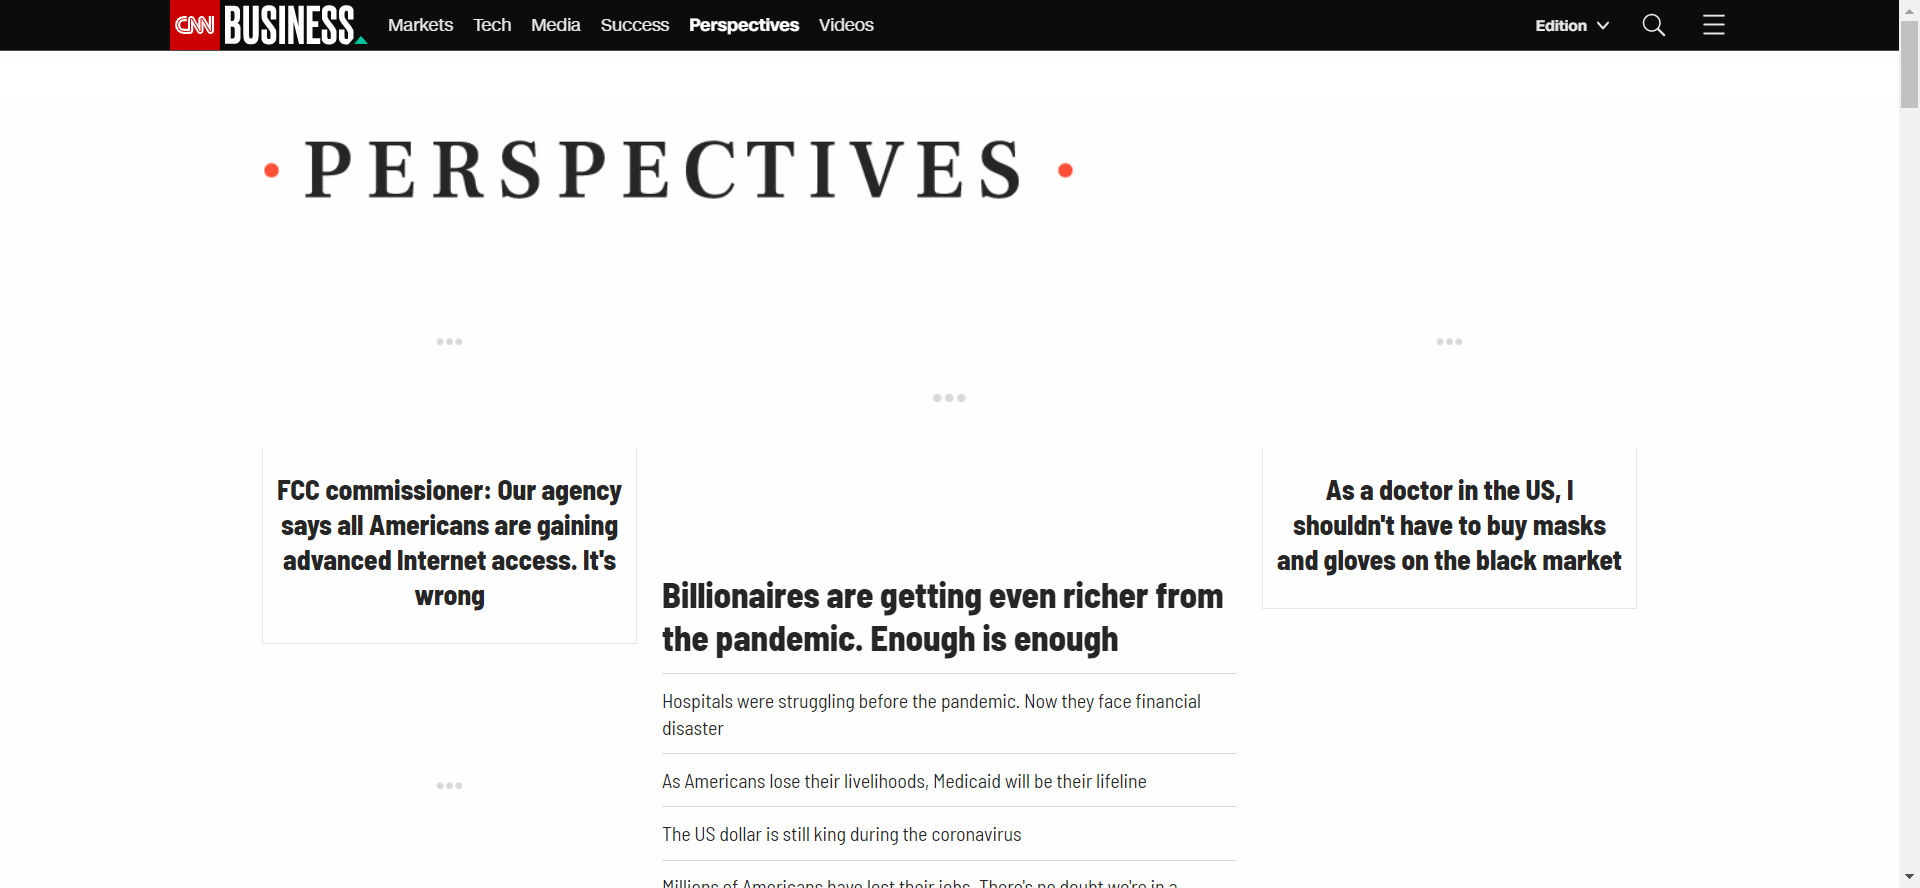 CNN BUSINESS Markets Tech Media Success Perspectives Videos Edition
• PERSPECTIVES •
FCC commissioner: Our agency
says all Americans are gaining
advanced Internet access. It's
wrong
Billionaires are getting even richer from
the pandemic. Enough is enough
Hospitals were struggling before the pandemic. Now they face financial
disaster
As Americans lose their livelihoods, Medicaid will be their lifeline
The US dollar is still king during the coronavirus
Millions of Americans have lost their jobs. There's no doubt we're in a
As a doctor in the US, I
shouldn't have to buy masks
and gloves on the black market